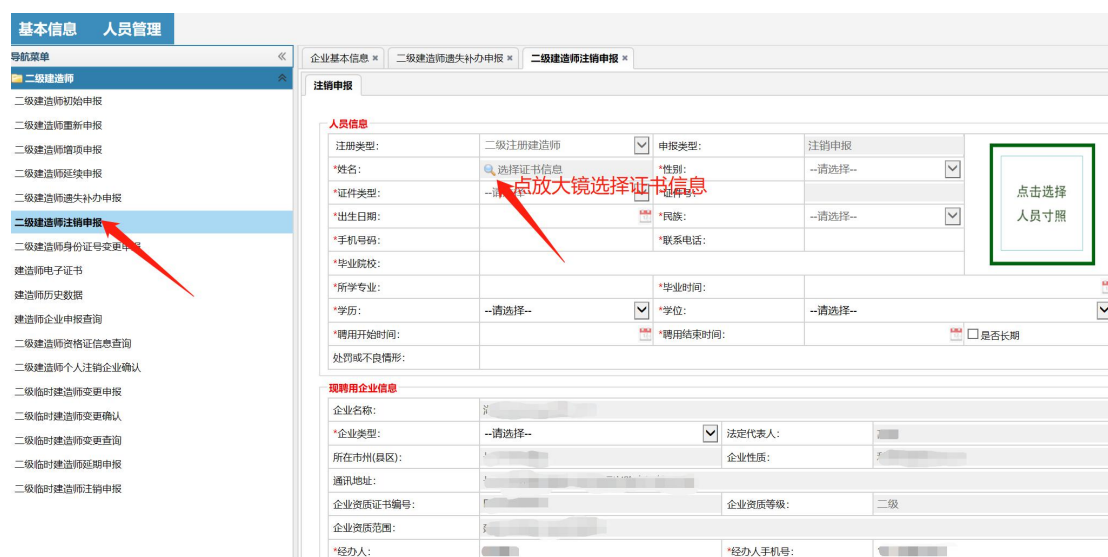 基本信息 人员管理
导航菜单
二级建造师
二级建造师初始申报
二级建造师重新申报
二级建造师增项申报
二级建造师延续申报
二级建造师遗失补办申报
二级建造师注销申报
二级建造师身份证号变更申报
建造师电子证书
建造师历史数据
建造师企业申报查询
二级建造师资格证信息查询
二级建造师个人注销企业确认
二级临时建造师变更申报
二级临时建造师变更确认
二级临时建造师变更查询
二级临时建造师延期申报
二级临时建造师注销申报
企业基本信息 二级建造师遗失补办申报 二级建造师注销申报
注销申报
人员信息
注册类型: 二级注册建造师 申报类型: 注销申报
*姓名: 选择证书信息 *性别: --请选择--
点放大镜选择证书信息
*证件类型: *证件号:
*出生日期: *民族: --请选择--
*手机号码: *联系电话:
点击选择
人员寸照
*毕业院校:
*所学专业: *毕业时间:
*学历: --请选择-- *学位: --请选择--
*聘用开始时间: *聘用结束时间: 是否长期
处罚或不良情形:
现聘用企业信息
企业名称:
*企业类型: --请选择-- 法定代表人:
所在市州(县区): 企业性质:
通讯地址:
企业资质证书编号: 企业资质等级: 二级
企业资质范围:
*经办人: *经办人手机号: